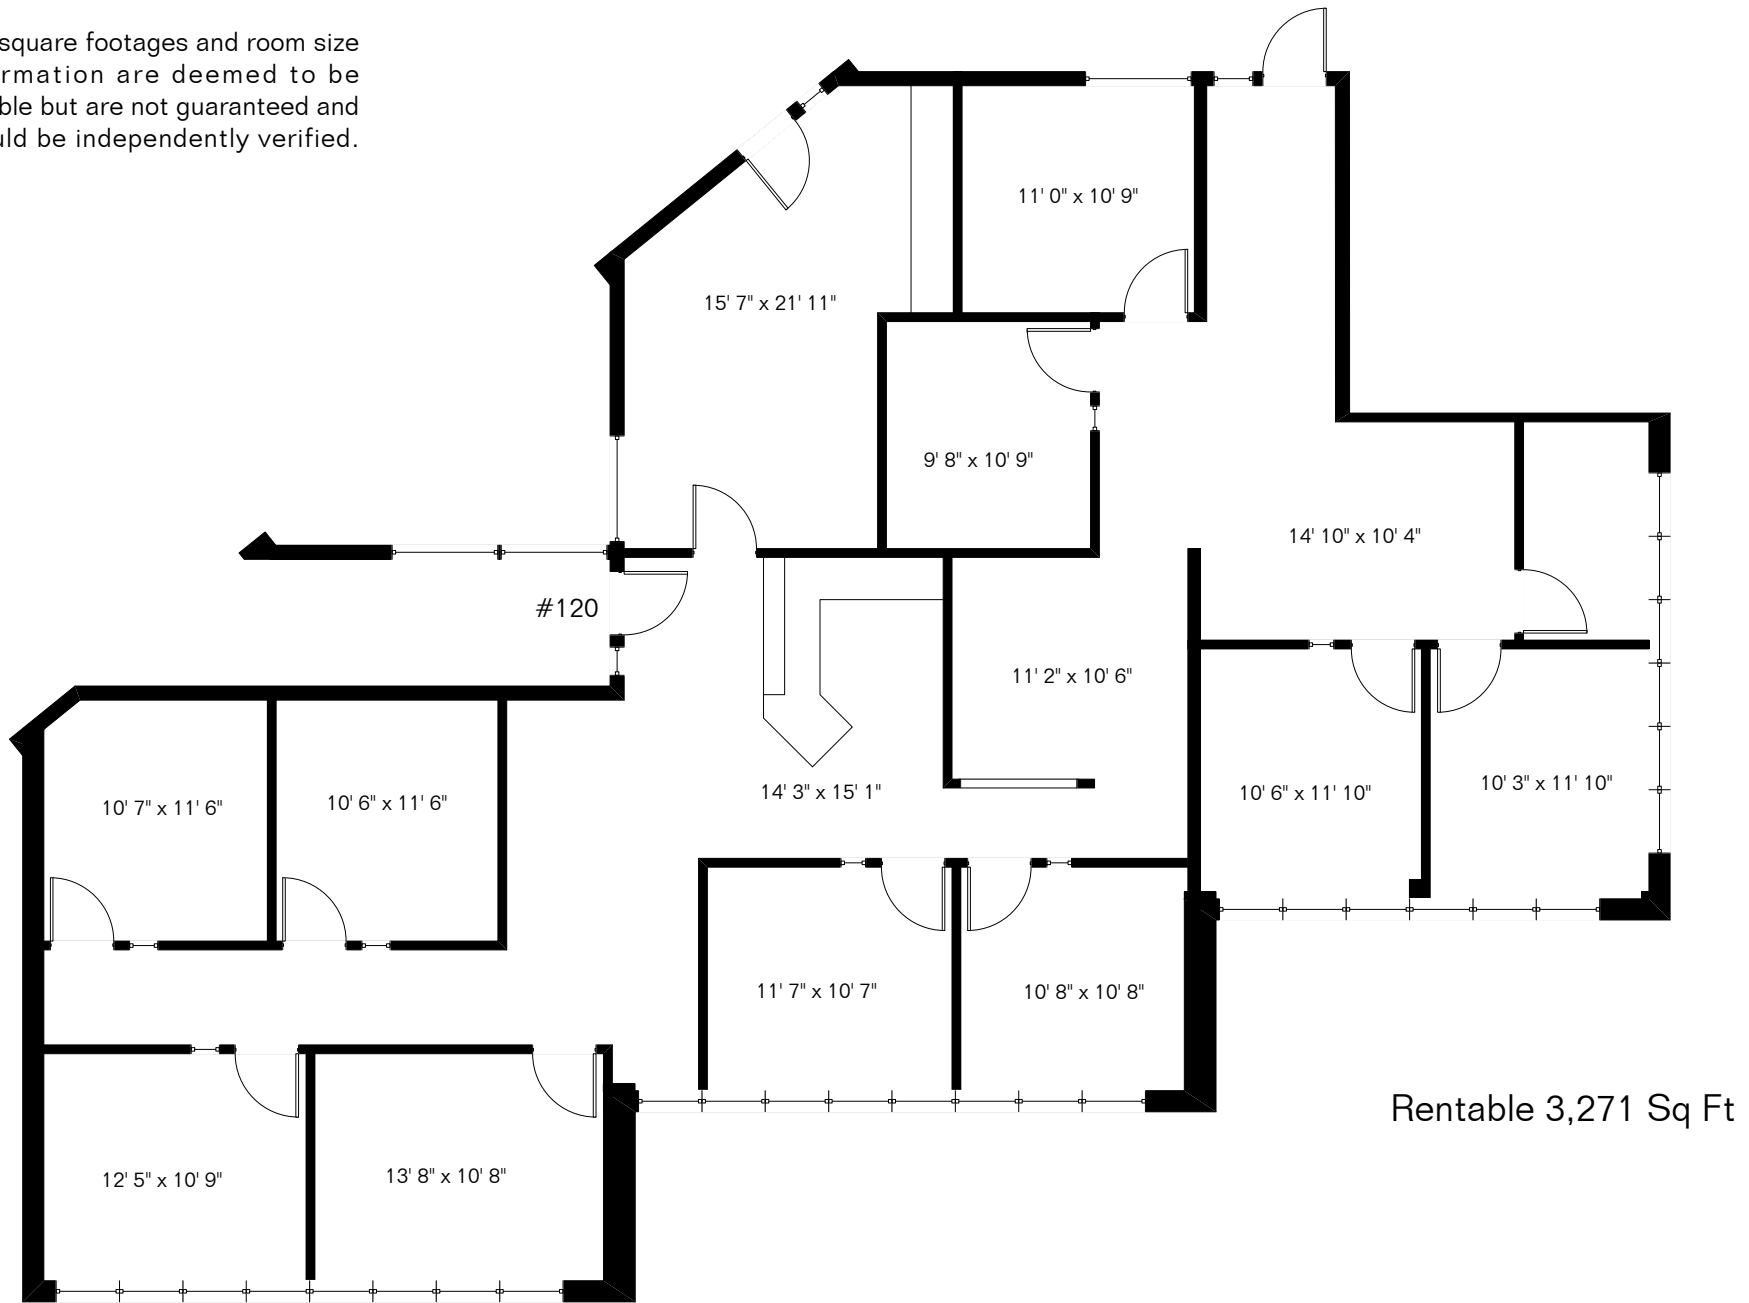 square footages and room size
are deemed to be
but are not guaranteed and
be independently verified.
11' 0" x 10' 9"
15' 7" x 21' 11"
9' 8" x 10' 9"
14' 10" x 10' 4"
#120
11' 2" x 10' 6"
10' 7" x 11' 6"
10' 6" x 11' 6"
14' 3" x 15' 1"
10' 6" x 11' 10"
10' 3" x 11' 10"
11' 7" x 10' 7"
10' 8" x 10' 8"
Rentable 3,271 Sq Ft
12' 5" x 10' 9"
13' 8" x 10' 8"